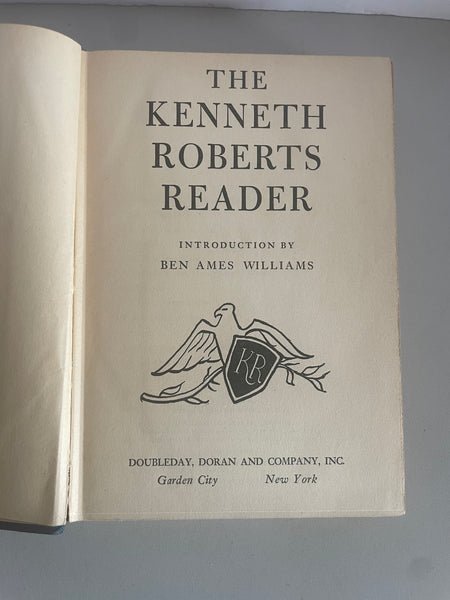 THE
KENNETH
ROBERTS
READER
INTRODUCTION BY
BEN AMES WILLIAMS
KR
DOUBLEDAY, DORAN AND COMPANY, INC.
Garden City New York